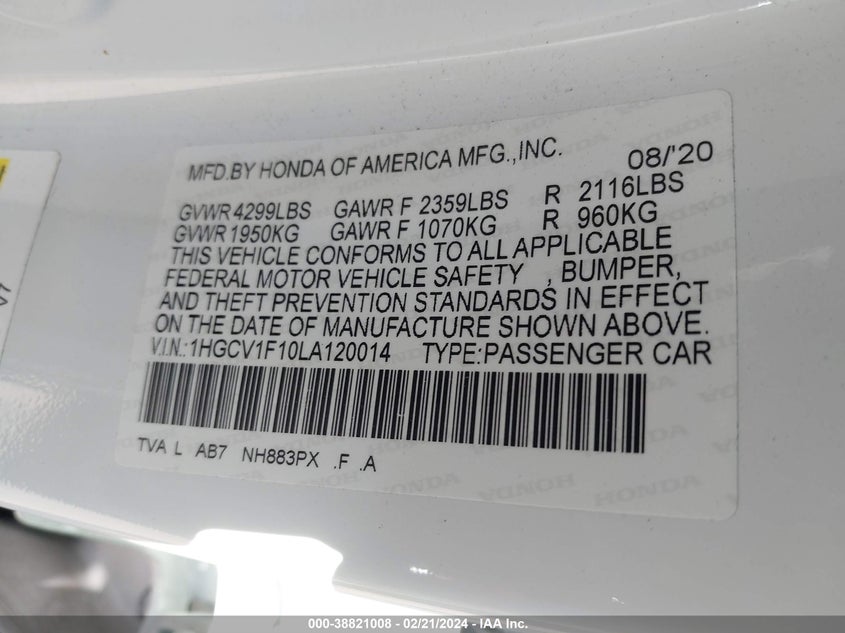 MFD.BY HONDA OF AMERICA MFG.,INC. 08/'20
GVWR 4299LBS GAWR F 2359LBS R 2116LBS
GVWR 1950KG GAWR F 1070KG R 960KG
THIS VEHICLE CONFORMS TO ALL APPLICABLE
FEDERAL MOTOR VEHICLE SAFETY , BUMPER,
AND THEFT PREVENTION STANDARDS IN EFFECT
ON THE DATE OF MANUFACTURE SHOWN ABOVE.
V.I.N.:1HGCV1F10LA120014 TYPE:PASSENGER CAR
TVA L AB7 NH883PX .F .A
HONDA HONDA
000-38821008 - 02/21/2024 - IAA Inc.